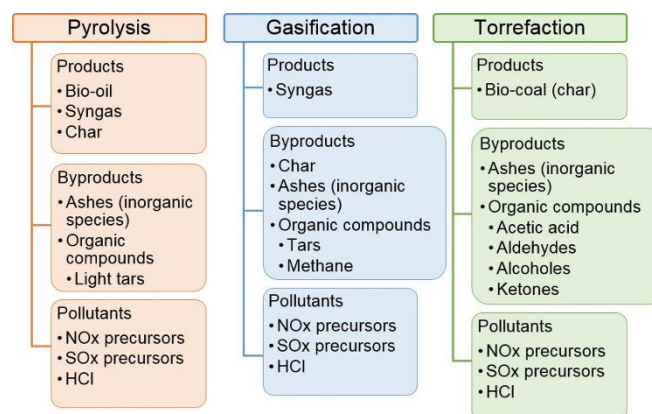 Pyrolysis
Products
• Bio-oil
• Syngas
• Char
Byproducts
• Ashes (inorganic
species)
• Organic
compounds
• Light tars
Pollutants
• NOx precursors
• SOx precursors
• HCl
Gasification
Products
• Syngas
Byproducts
• Char
• Ashes (inorganic
species)
• Organic compounds
• Tars
• Methane
Pollutants
• NOx precursors
• SOx precursors
• HCl
Torrefaction
Products
• Bio-coal (char)
Byproducts
• Ashes (inorganic
species)
• Organic compounds
• Acetic acid
• Aldehydes
• Alcoholes
• Ketones
Pollutants
• NOx precursors
• SOx precursors
• HCl